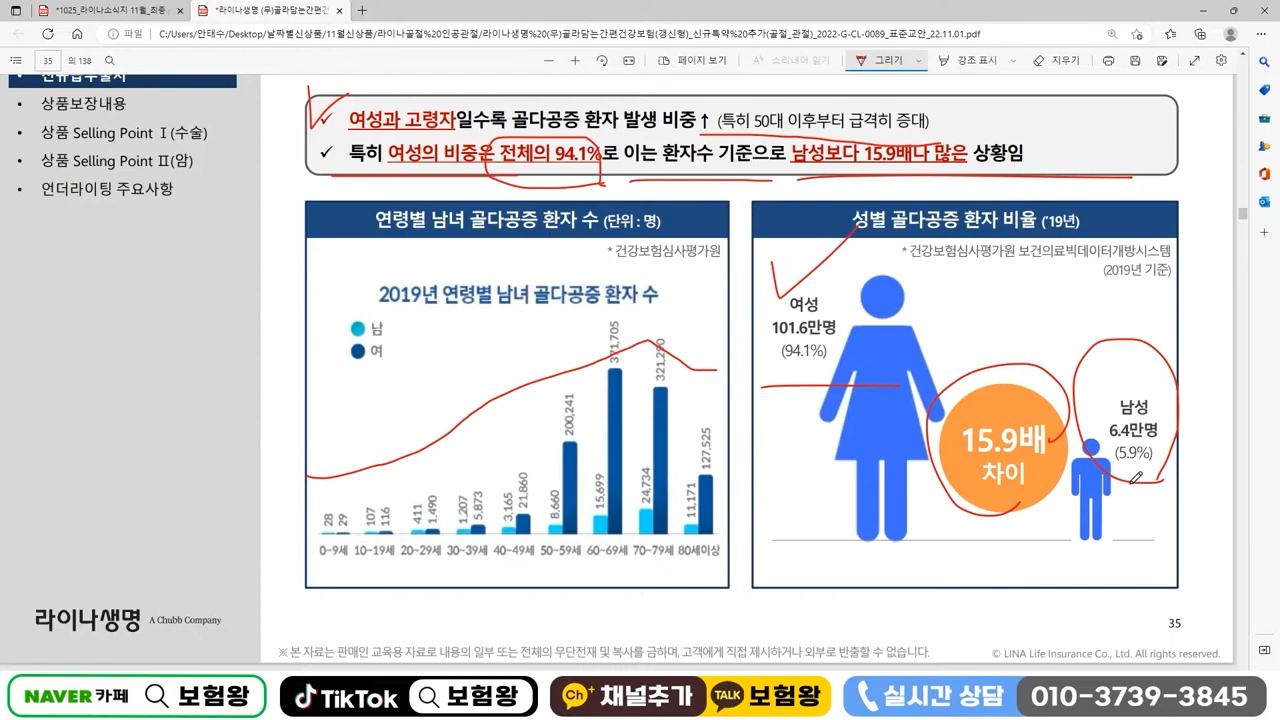 *1025_라이나소식지 11월_최종
*라이나생명 (무)골라담는간편건
파일
C:/Users/안태수/Desktop/날짜별신상품/11월신상품/라이나골절%20인공관절/라이나생명%20(무)골라담는간편건강보험(갱신형)_신규특약%20추가(골절_관절)_2022-G-CL-0089_표준교안_22.11.01.pdf
35
의 138
페이지 보기
소리내어 읽기
그리기
강조 표시
지우기
• 상품보장내용
• 상품 Selling Point Ⅰ(수술)
• 상품 Selling Point Ⅱ(암)
• 언더라이팅 주요사항
라이나생명 A Chubb Company
✓ 여성과 고령자일수록 골다공증 환자 발생 비중↑ (특히 50대 이후부터 급격히 증대)
✓ 특히 여성의 비중은 전체의 94.1%로 이는 환자수 기준으로 남성보다 15.9배나 많은 상황임
연령별 남녀 골다공증 환자 수 (단위 : 명)
* 건강보험심사평가원
2019년 연령별 남녀 골다공증 환자 수
남
여
28 29 107 116 411 1,490 1,207 5,873 3,165 21,860 8,660 200,241 15,699 371,705 24,734 321,290 11,171 127,525
0~9세 10~19세 20~29세 30~39세 40~49세 50~59세 60~69세 70~79세 80세이상
성별 골다공증 환자 비율 ('19년)
* 건강보험심사평가원 보건의료빅데이터개방시스템
(2019년 기준)
여성
101.6만명
(94.1%)
15.9배
차이
남성
6.4만명
(5.9%)
35
※ 본 자료는 판매인 교육용 자료로 내용의 일부 또는 전체의 무단전재 및 복사를 금하며, 고객에게 직접 제시하거나 외부로 반출할 수 없습니다.
© LINA Life Insurance Co., Ltd. All rights reserved.
NAVER 카페 보험왕
TikTok 보험왕
Ch+ 채널추가 TALK 보험왕
실시간 상담 010-3739-3845